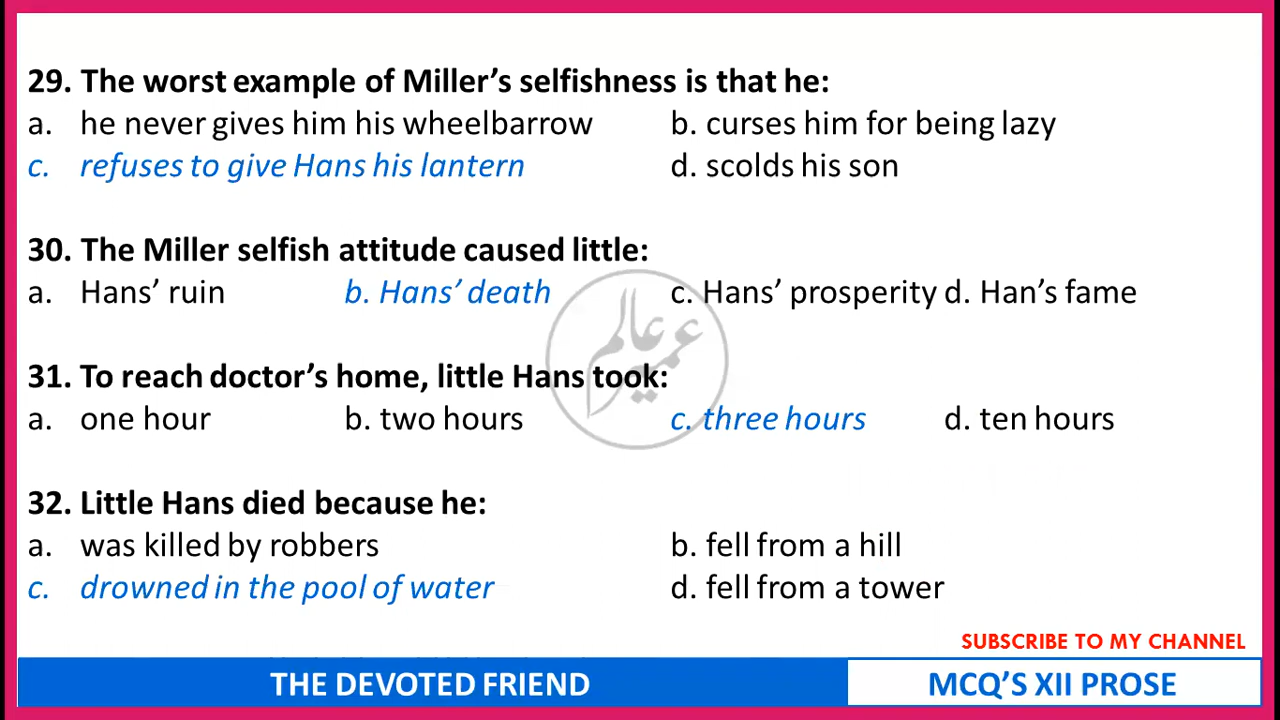 29. The worst example of Miller’s selfishness is that he:
a. he never gives him his wheelbarrow b. curses him for being lazy
c. refuses to give Hans his lantern d. scolds his son
30. The Miller selfish attitude caused little:
a. Hans’ ruin b. Hans’ death c. Hans’ prosperity d. Han’s fame
31. To reach doctor’s home, little Hans took:
a. one hour b. two hours c. three hours d. ten hours
32. Little Hans died because he:
a. was killed by robbers b. fell from a hill
c. drowned in the pool of water d. fell from a tower
عمیر عالم
SUBSCRIBE TO MY CHANNEL
THE DEVOTED FRIEND MCQ’S XII PROSE